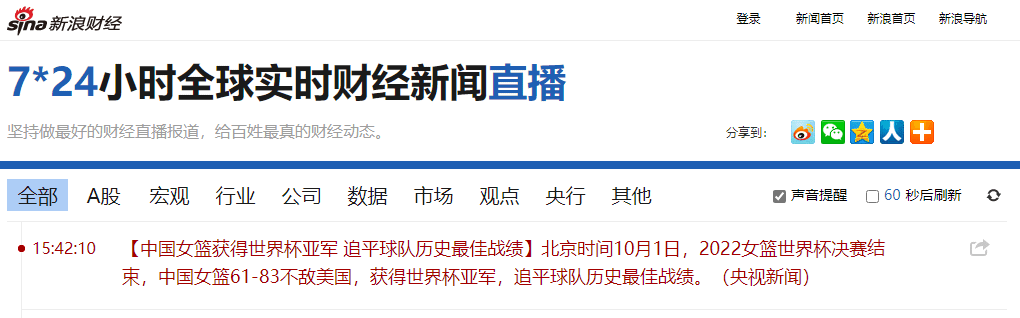 sina新浪财经 登录 新闻首页 新浪首页 新浪导航
7*24小时全球实时财经新闻直播
坚持做最好的财经直播报道，给百姓最真的财经动态。 分享到：
全部 A股 宏观 行业 公司 数据 市场 观点 央行 其他 声音提醒 60 秒后刷新
15:42:10 【中国女篮获得世界杯亚军 追平球队历史最佳战绩】北京时间10月1日，2022女篮世界杯决赛结
束，中国女篮61-83不敌美国，获得世界杯亚军，追平球队历史最佳战绩。（央视新闻）